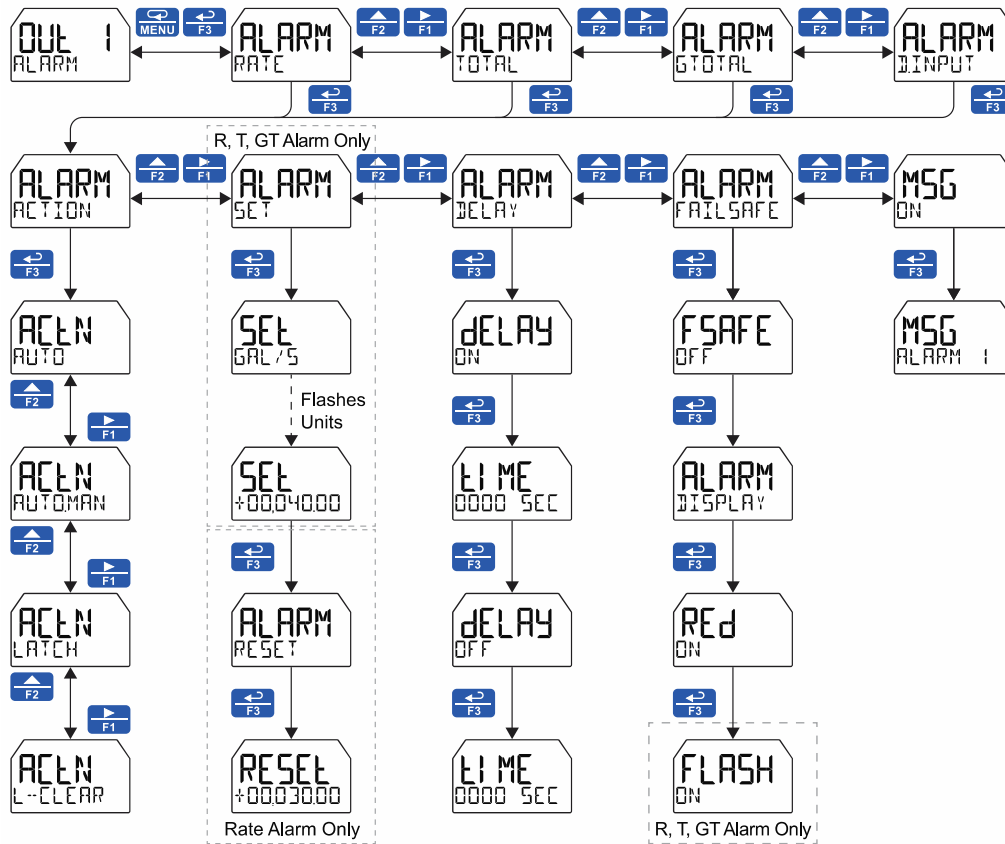 OUt 1
ALARM
MENU
F3
ALARM
RATE
F2
F1
ALARM
TOTAL
F2
F1
ALARM
GTOTAL
F2
F1
ALARM
D.INPUT
F3
F3
F3
F3
R, T, GT Alarm Only
ALARM
ACTION
F2
F1
ALARM
SET
F2
F1
ALARM
DELAY
F2
F1
ALARM
FAILSAFE
F2
F1
MSG
ON
F3
F3
F3
F3
F3
ACtN
AUTO
SEt
GAL/S
dELAY
ON
FSAFE
OFF
MSG
ALARM 1
F2
F1
Flashes
Units
F3
F3
ACtN
AUTO.MAN
SEt
+00,040.00
tIME
0000 SEC
ALARM
DISPLAY
F2
F1
F3
F3
F3
ACtN
LATCH
ALARM
RESET
dELAY
OFF
REd
ON
F2
F1
F3
F3
F3
ACtN
L--CLEAR
RESEt
+00,030.00
tIME
0000 SEC
FLASH
ON
Rate Alarm Only
R, T, GT Alarm Only